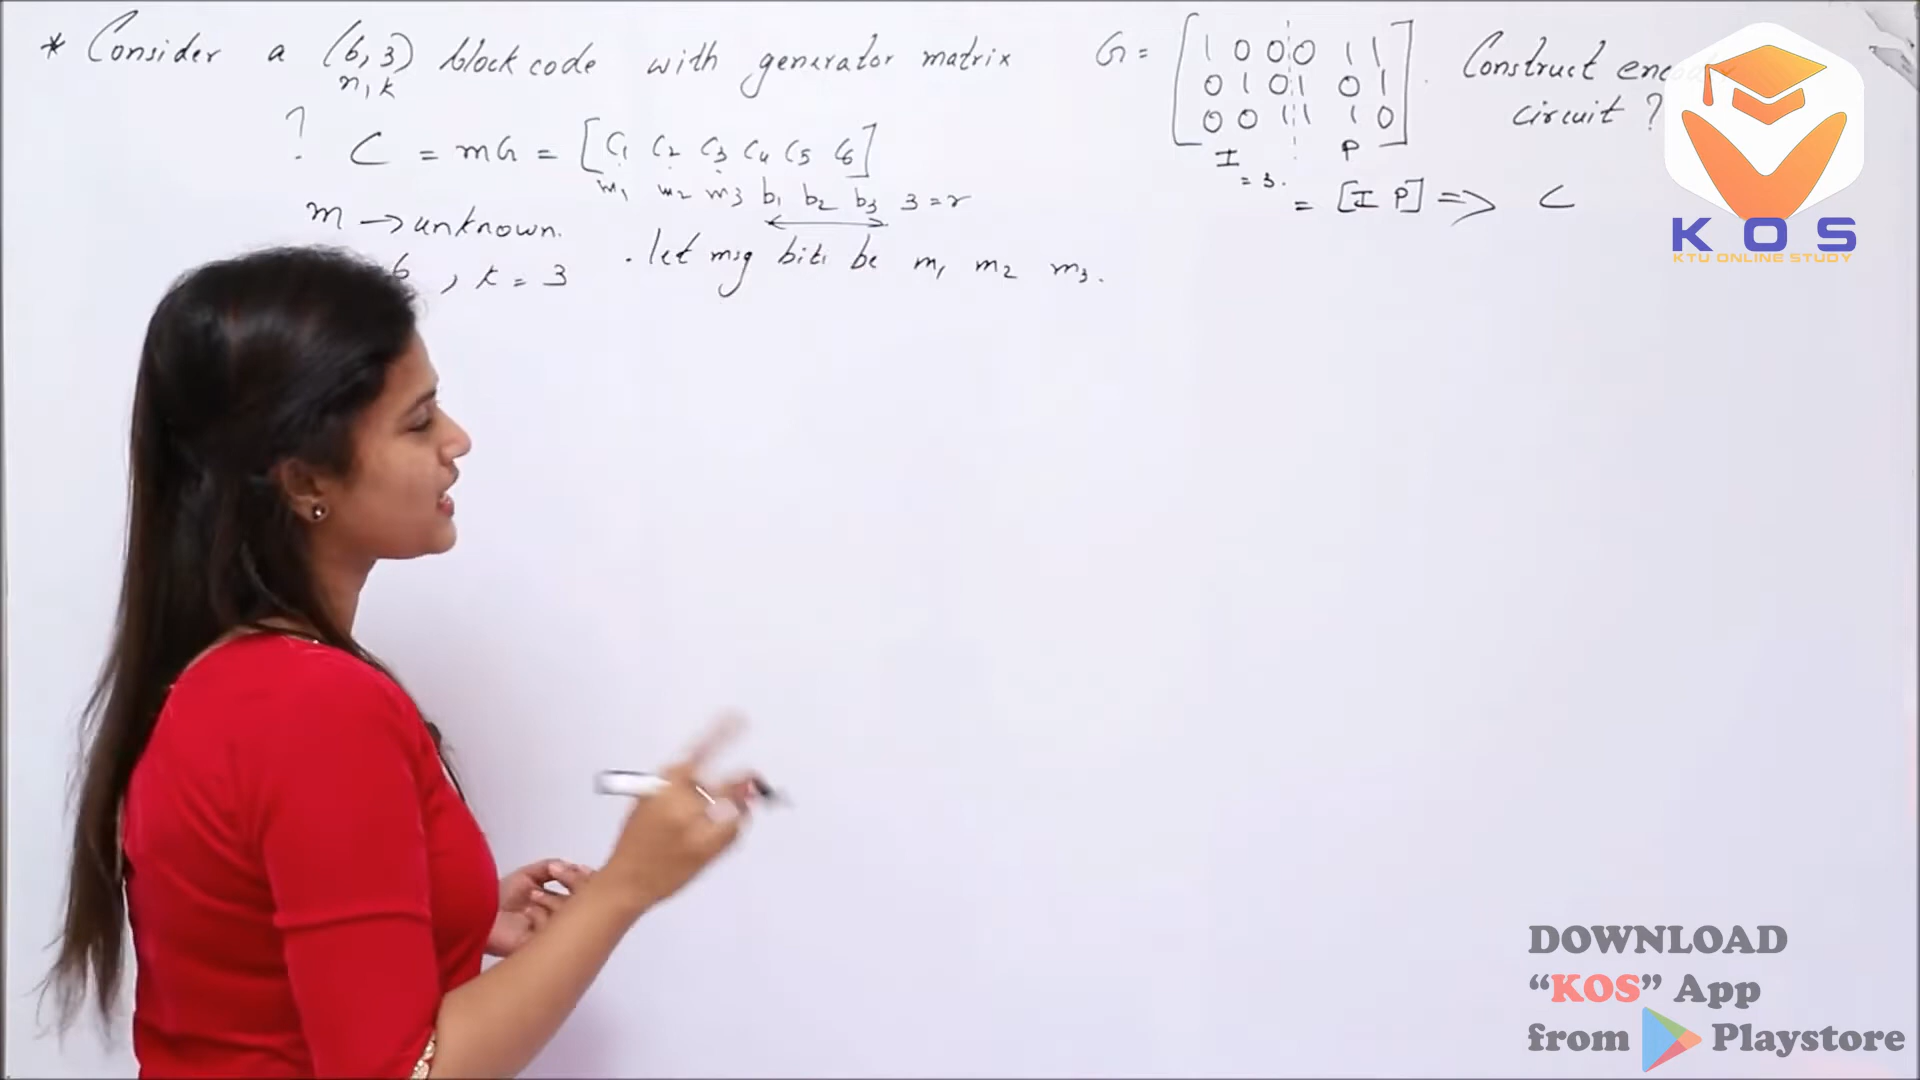 * Consider a (6,3) block code with generator matrix G = [1 0 0 0 1 1 . Construct
n, k 0 1 0 1 0 1
0 0 1 1 1 0] circuit ?
? C = mG = [C1 C2 C3 C4 C5 C6] I P
m1 m2 m3 b1 b2 b3 3 = r = 3. = [I P] => C
m → unknown.
6 , k = 3 . let msg bits be m1 m2 m3.
KOS
KTU ONLINE STUDY
DOWNLOAD
“KOS” App
from Playstore